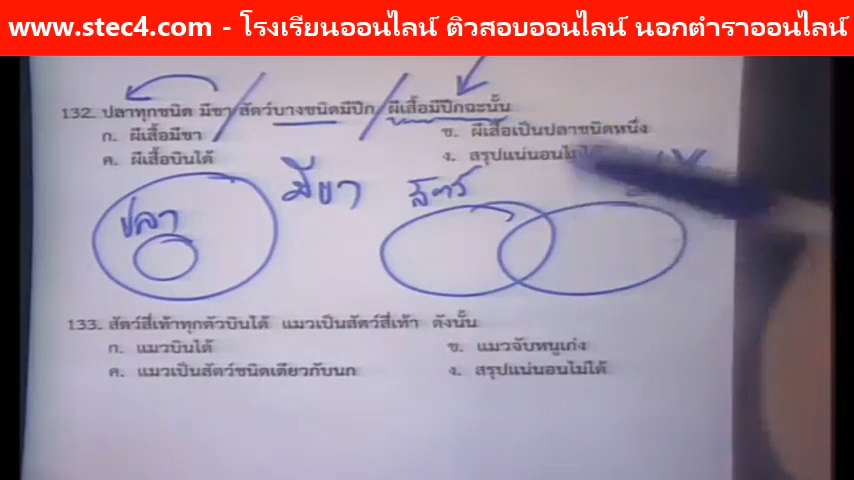 www.stec4.com - โรงเรียนออนไลน์ ติวสอบออนไลน์ นอกตำราออนไลน์
132. ปลาทุกชนิด มีขา สัตว์บางชนิดมีปีก ผีเสื้อมีปีกฉะนั้น
ก. ผีเสื้อมีขา ข. ผีเสื้อเป็นปลาชนิดหนึ่ง
ค. ผีเสื้อบินได้ ง. สรุปแน่นอน
ปลา มีขา สัตว์
133. สัตว์สี่เท้าทุกตัวบินได้ แมวเป็นสัตว์สี่เท้า ดังนั้น
ก. แมวบินได้ ข. แมวจับหนูเก่ง
ค. แมวเป็นสัตว์ชนิดเดียวกับนก ง. สรุปแน่นอนไม่ได้